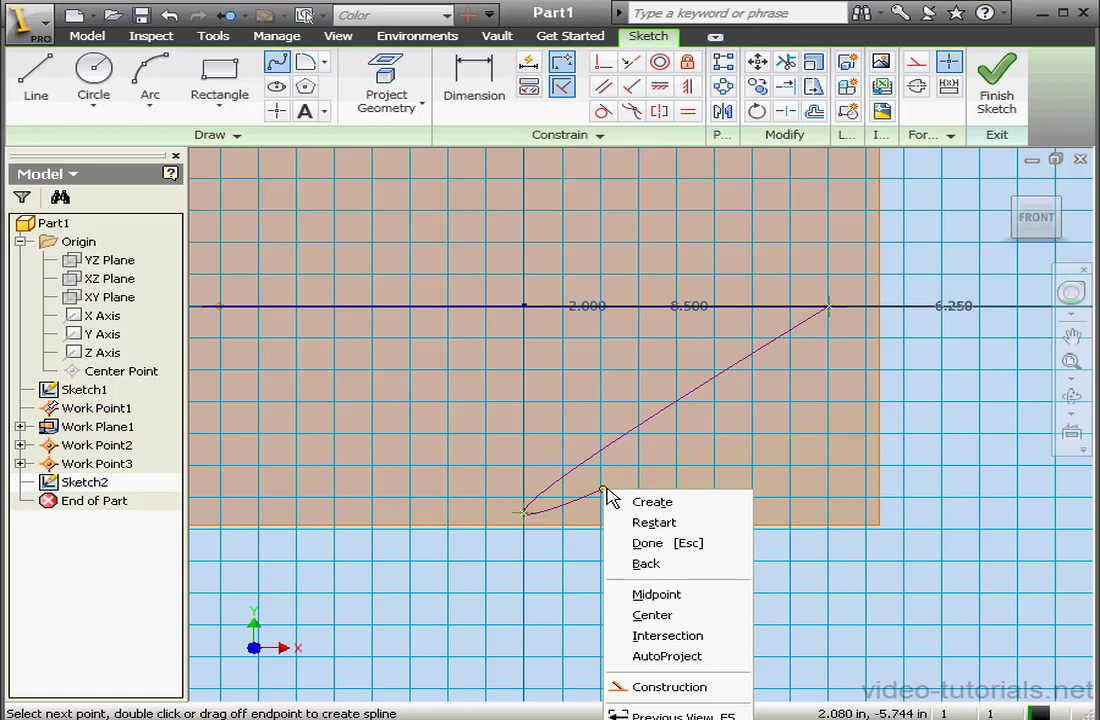 Color
Part1
Type a keyword or phrase
PRO
Model Inspect Tools Manage View Environments Vault Get Started Sketch
Line
Circle
Arc
Rectangle
A
Project
Geometry
Dimension
Finish
Sketch
Draw
Constrain
P...
Modify
L...
I...
For...
Exit
Model
Part1
Origin
YZ Plane
XZ Plane
XY Plane
X Axis
Y Axis
Z Axis
Center Point
Sketch1
Work Point1
Work Plane1
Work Point2
Work Point3
Sketch2
End of Part
FRONT
2.000 8.500 6.250
Create
Restart
Done [Esc]
Back
Midpoint
Center
Intersection
AutoProject
Construction
Previous View F5
Y
X
video-tutorials.net
Select next point, double click or drag off endpoint to create spline
2.080 in, -5.744 in 1 1